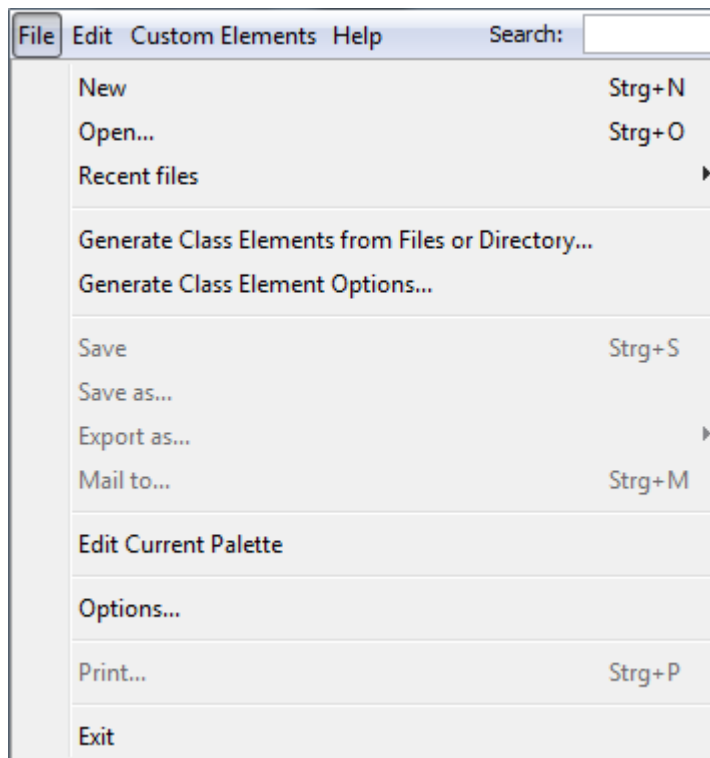 File Edit Custom Elements Help Search:
New Strg+N
Open... Strg+O
Recent files
Generate Class Elements from Files or Directory...
Generate Class Element Options...
Save Strg+S
Save as...
Export as...
Mail to... Strg+M
Edit Current Palette
Options...
Print... Strg+P
Exit